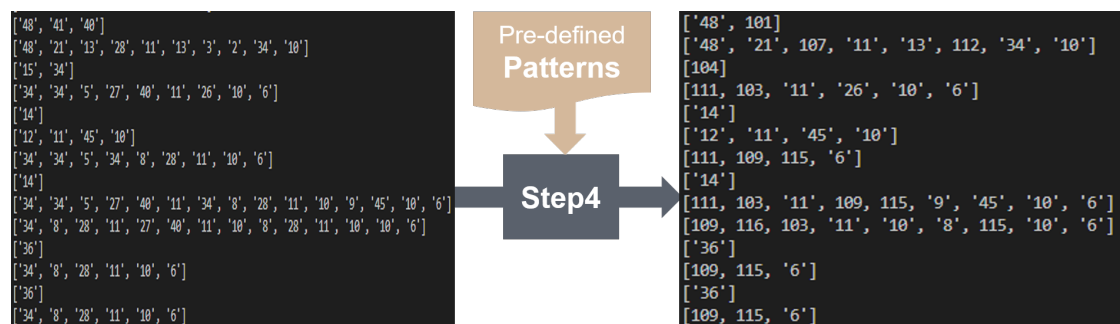 ['48', '41', '40']
['48', '21', '13', '28', '11', '13', '3', '2', '34', '10']
['15', '34']
['34', '34', '5', '27', '40', '11', '26', '10', '6']
['14']
['12', '11', '45', '10']
['34', '34', '5', '34', '8', '28', '11', '10', '6']
['14']
['34', '34', '5', '27', '40', '11', '34', '8', '28', '11', '10', '9', '45', '10', '6']
['34', '8', '28', '11', '27', '40', '11', '10', '8', '28', '11', '10', '10', '6']
['36']
['34', '8', '28', '11', '10', '6']
['36']
['34', '8', '28', '11', '10', '6']
Pre-defined
Patterns
Step4
['48', 101]
['48', '21', 107, '11', '13', 112, '34', '10']
[104]
[111, 103, '11', '26', '10', '6']
['14']
['12', '11', '45', '10']
[111, 109, 115, '6']
['14']
[111, 103, '11', 109, 115, '9', '45', '10', '6']
[109, 116, 103, '11', '10', '8', 115, '10', '6']
['36']
[109, 115, '6']
['36']
[109, 115, '6']